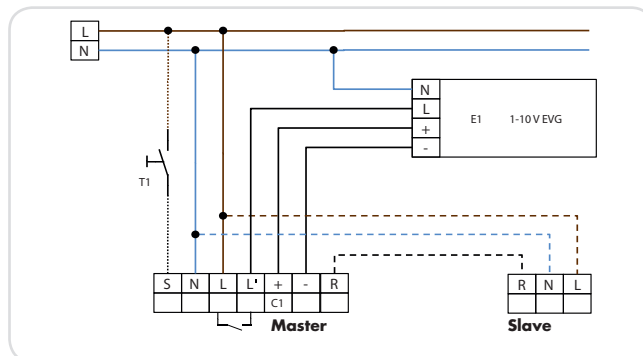 L
N
N
L
+
-
E1 1-10 V EVG
T1
S N L L' + - R
C1
R N L
Master
Slave